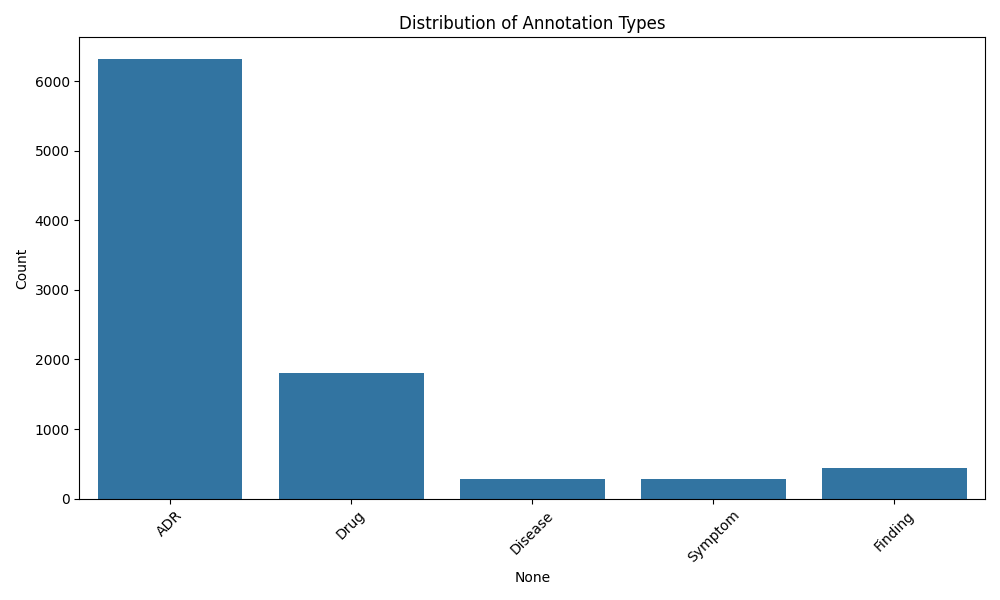 Distribution of Annotation Types
6000
5000
4000
3000
2000
1000
0
Count
ADR
Drug
Disease
Symptom
Finding
None